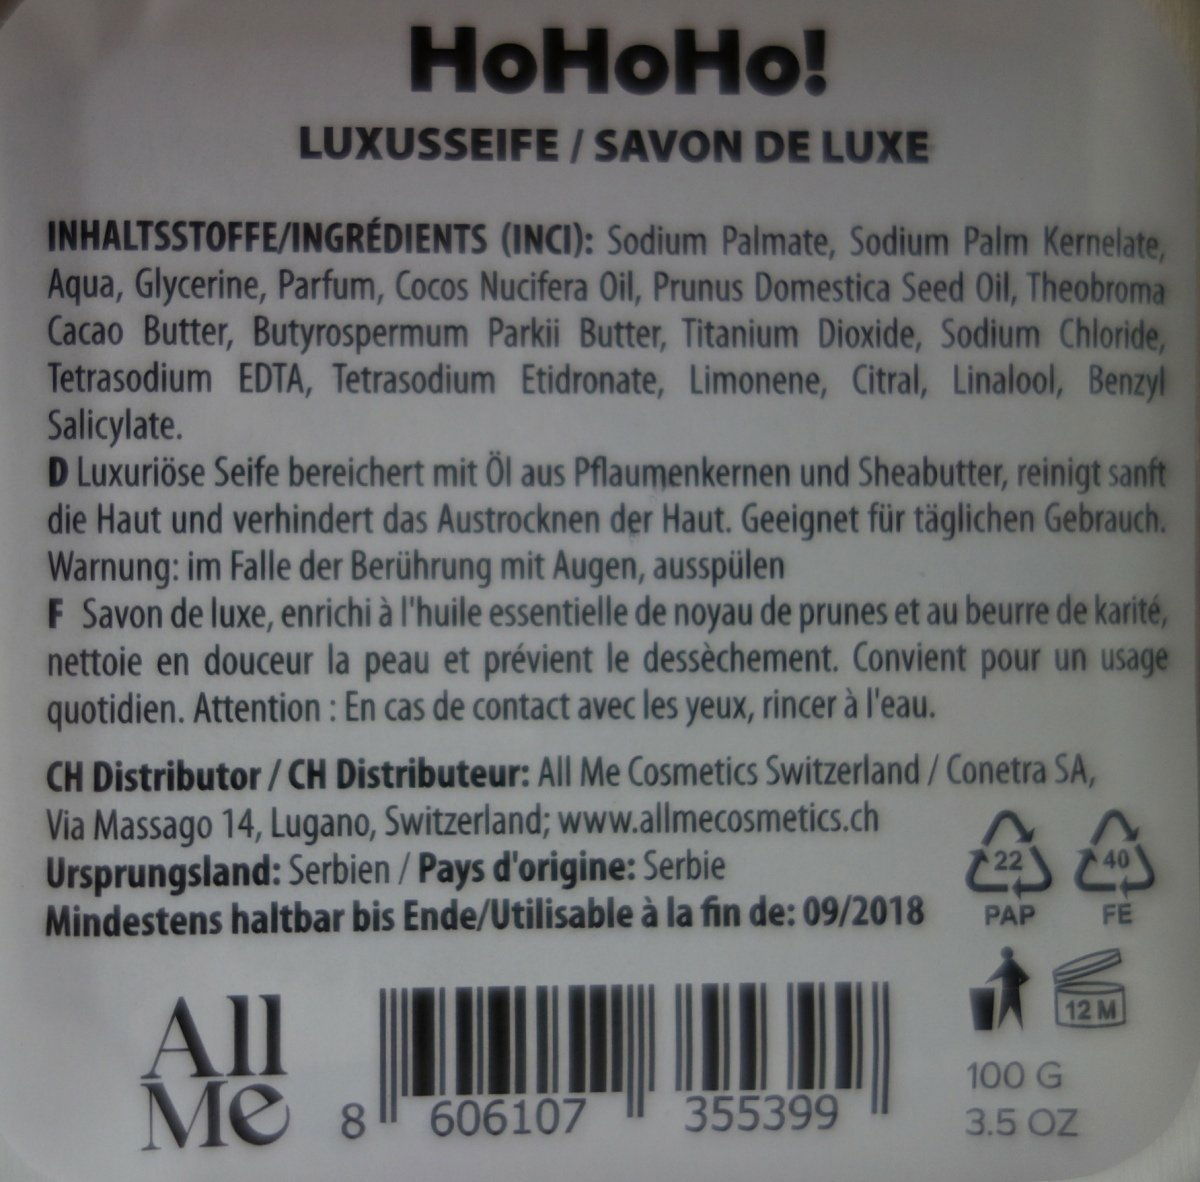 HoHoHo!
LUXUSSEIFE / SAVON DE LUXE
INHALTSSTOFFE/INGRÉDIENTS (INCI): Sodium Palmate, Sodium Palm Kernelate,
Aqua, Glycerine, Parfum, Cocos Nucifera Oil, Prunus Domestica Seed Oil, Theobroma
Cacao Butter, Butyrospermum Parkii Butter, Titanium Dioxide, Sodium Chloride,
Tetrasodium EDTA, Tetrasodium Etidronate, Limonene, Citral, Linalool, Benzyl
Salicylate.
D Luxuriöse Seife bereichert mit Öl aus Pflaumenkernen und Sheabutter, reinigt sanft
die Haut und verhindert das Austrocknen der Haut. Geeignet für täglichen Gebrauch.
Warnung: im Falle der Berührung mit Augen, ausspülen
F Savon de luxe, enrichi à l'huile essentielle de noyau de prunes et au beurre de karité,
nettoie en douceur la peau et prévient le dessèchement. Convient pour un usage
quotidien. Attention : En cas de contact avec les yeux, rincer à l'eau.
CH Distributor / CH Distributeur: All Me Cosmetics Switzerland / Conetra SA,
Via Massago 14, Lugano, Switzerland; www.allmecosmetics.ch
Ursprungsland: Serbien / Pays d'origine: Serbie
Mindestens haltbar bis Ende/Utilisable à la fin de: 09/2018
22
PAP
40
FE
12 M
All
Me
8 606107 355399
100 G
3.5 OZ